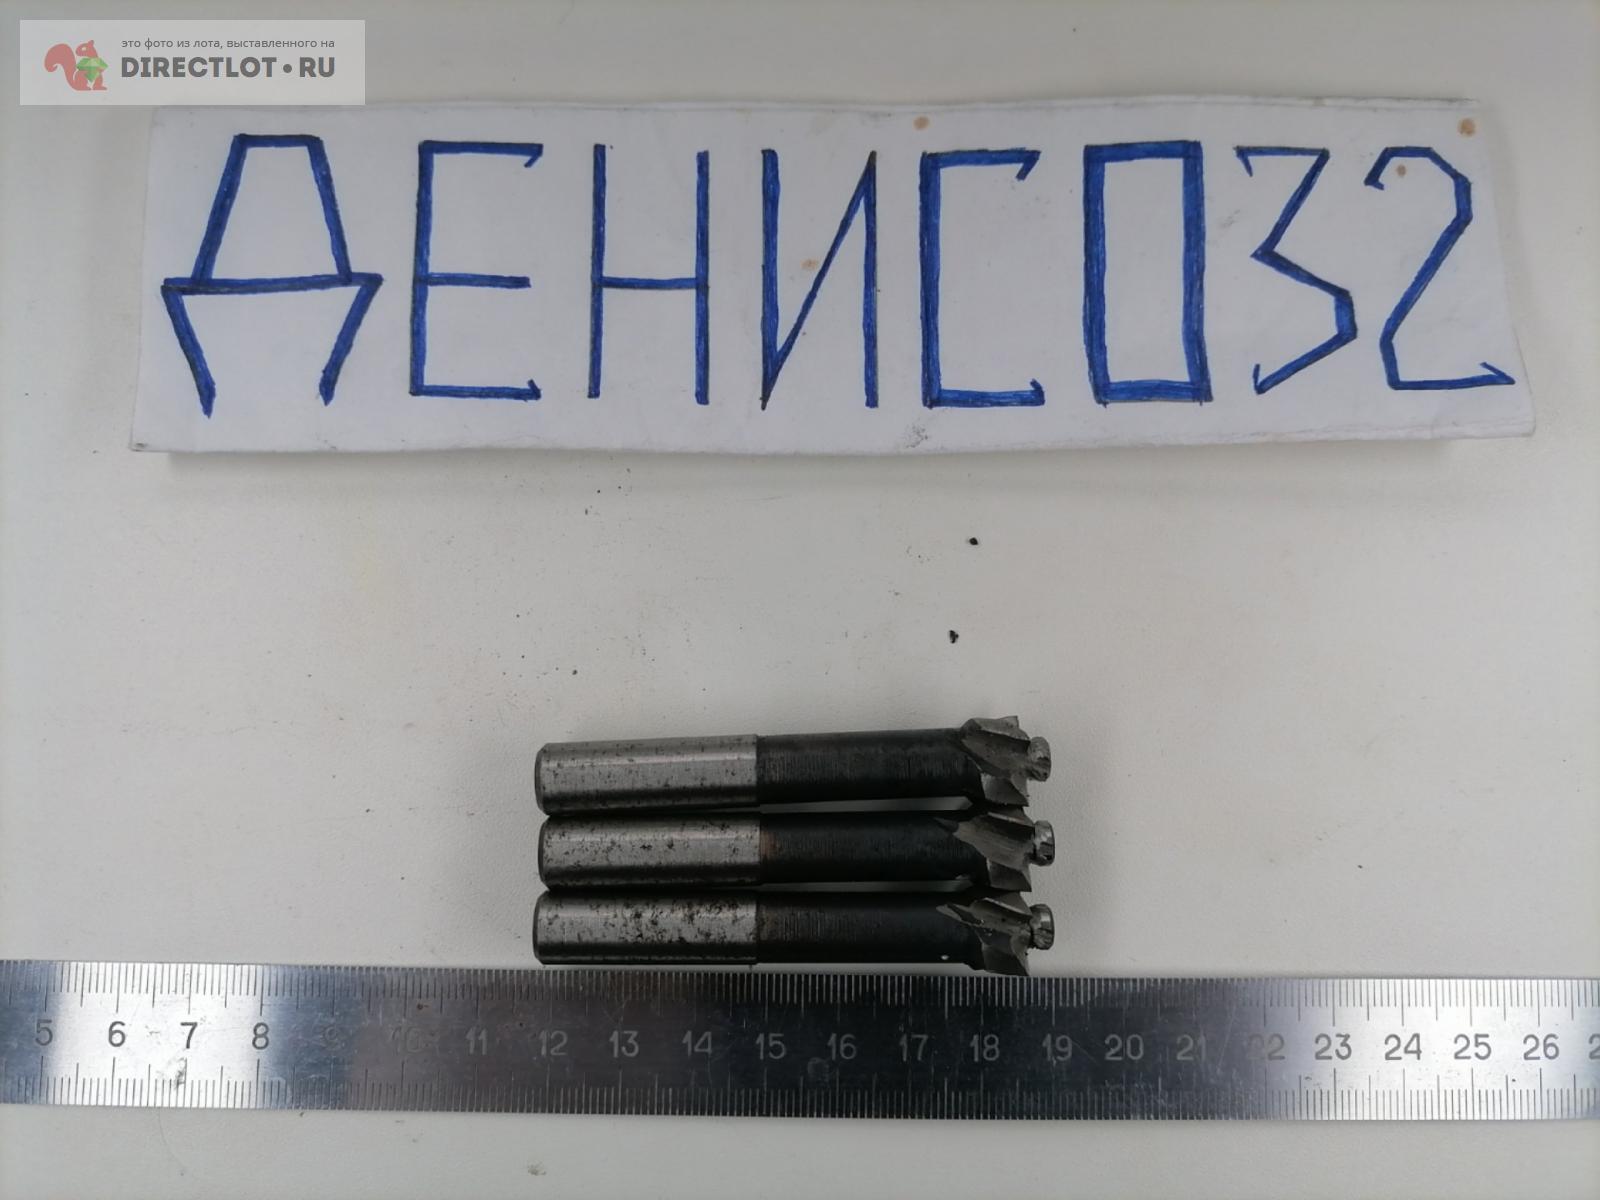 это фото из лота, выставленного на
DIRECTLOT•RU
ДЕНИС032
5 6 7 8 9 10 11 12 13 14 15 16 17 18 19 20 21 22 23 24 25 26 2